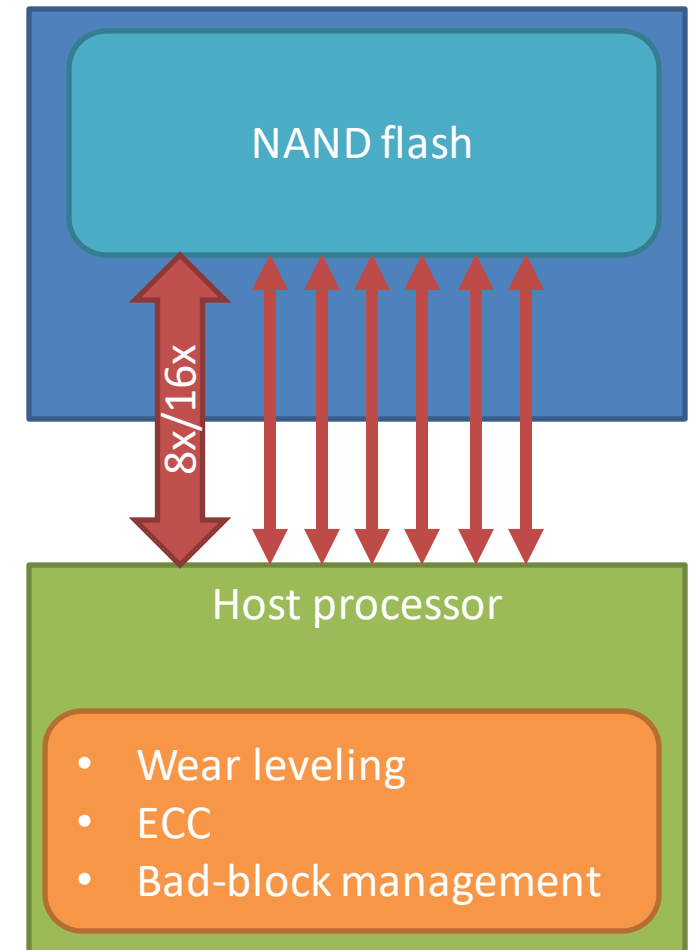 NAND flash
8x/16x
Host processor
• Wear leveling
• ECC
• Bad-block management